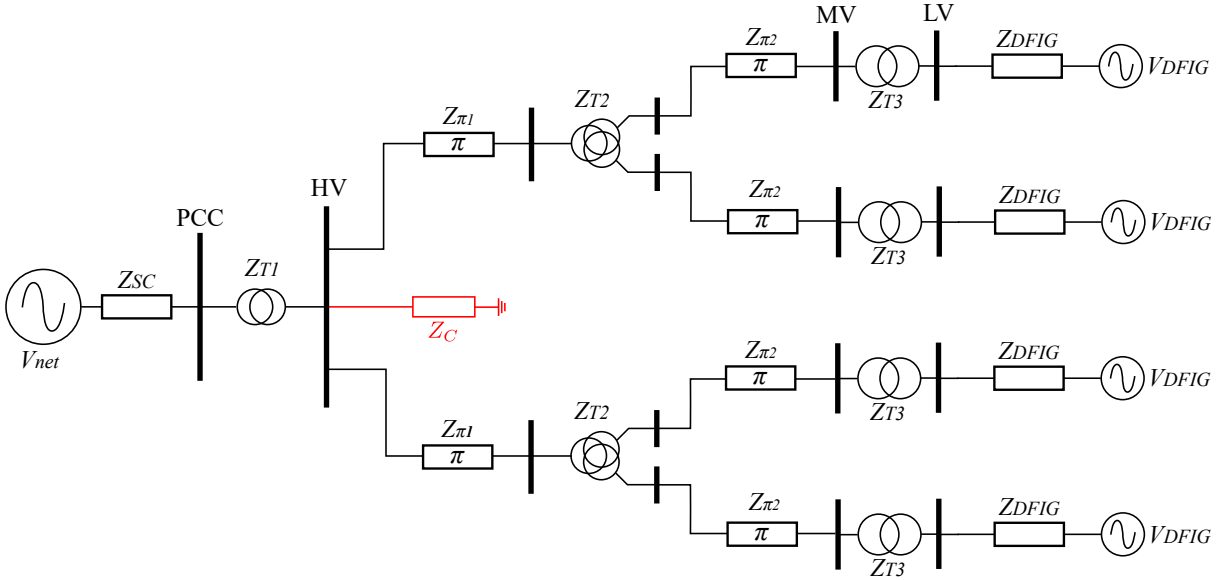 MV
LV
Zπ2
π
ZT3
ZDFIG
VDFIG
ZT2
Zπ1
π
HV
PCC
Zπ2
π
ZT3
ZDFIG
VDFIG
ZSC
ZT1
Vnet
ZC
Zπ2
π
ZT3
ZDFIG
VDFIG
ZT2
Zπ1
π
Zπ2
π
ZT3
ZDFIG
VDFIG